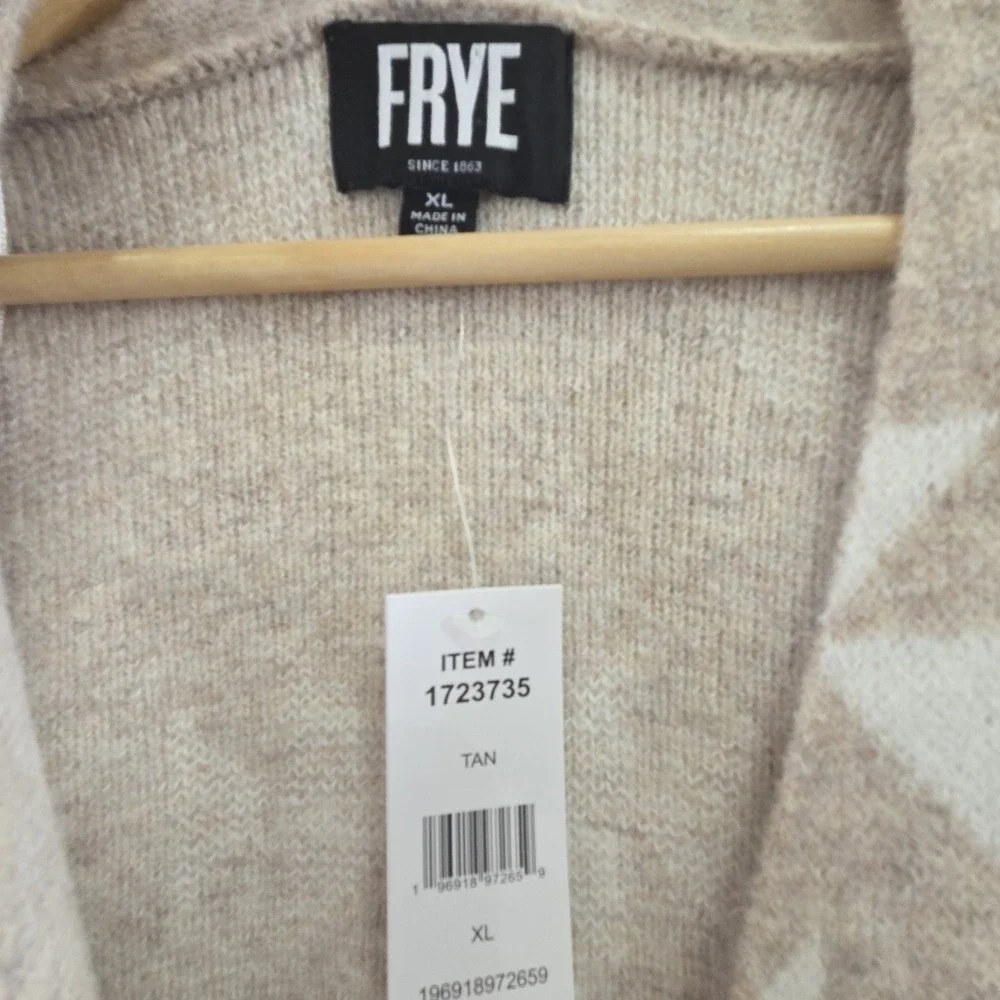 FRYE
SINCE 1863
XL
MADE IN
CHINA
ITEM #
1723735
TAN
1 96918 97265 9
XL
196918972659